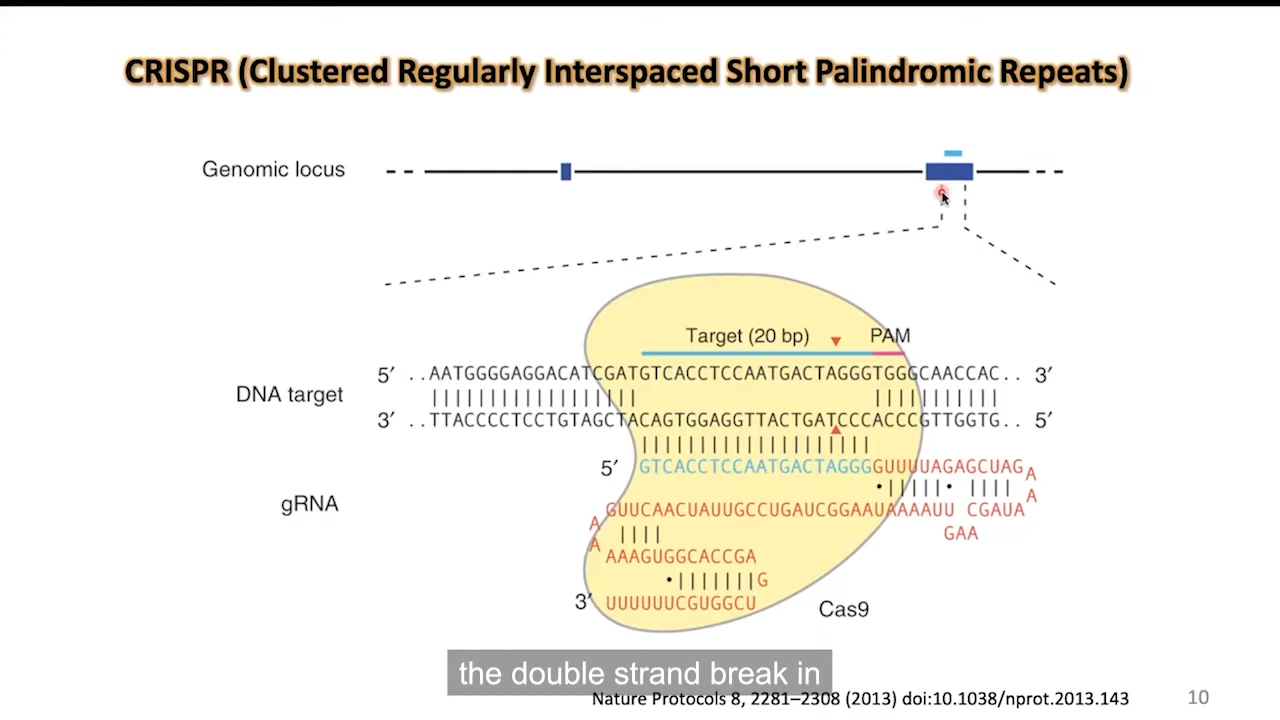 CRISPR (Clustered Regularly Interspaced Short Palindromic Repeats)
Genomic locus
Target (20 bp) PAM
5′ ..AATGGGGAGGACATCGATGTCACCTCCAATGACTAGGGTGGGCAACCAC.. 3′
DNA target
3′ ..TTACCCCTCCTGTAGCTACAGTGGAGGTTACTGATCCCACCCGTTGGTG.. 5′
5′ GTCACCTCCAATGACTAGGGGUUUUAGAGCUAG
A
A
gRNA
GUUCAACUAUUGCCUGAUCGGAAUAAAAUU CGAUA
GAA
A
A
AAAGUGGCACCGA
G
3′ UUUUUUCGUGGCU
Cas9
the double strand break in
Nature Protocols 8, 2281–2308 (2013) doi:10.1038/nprot.2013.143
10